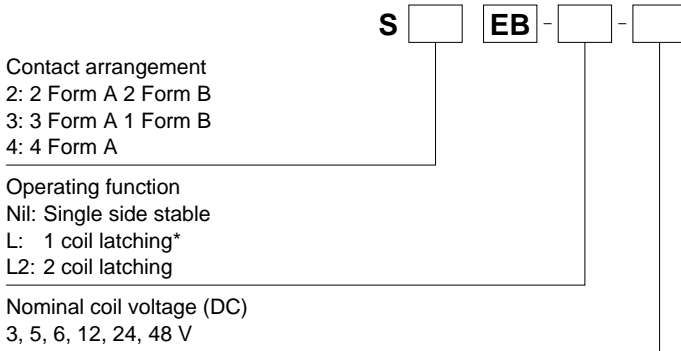 S EB - -
Contact arrangement
2: 2 Form A 2 Form B
3: 3 Form A 1 Form B
4: 4 Form A
Operating function
Nil: Single side stable
L: 1 coil latching*
L2: 2 coil latching
Nominal coil voltage (DC)
3, 5, 6, 12, 24, 48 V